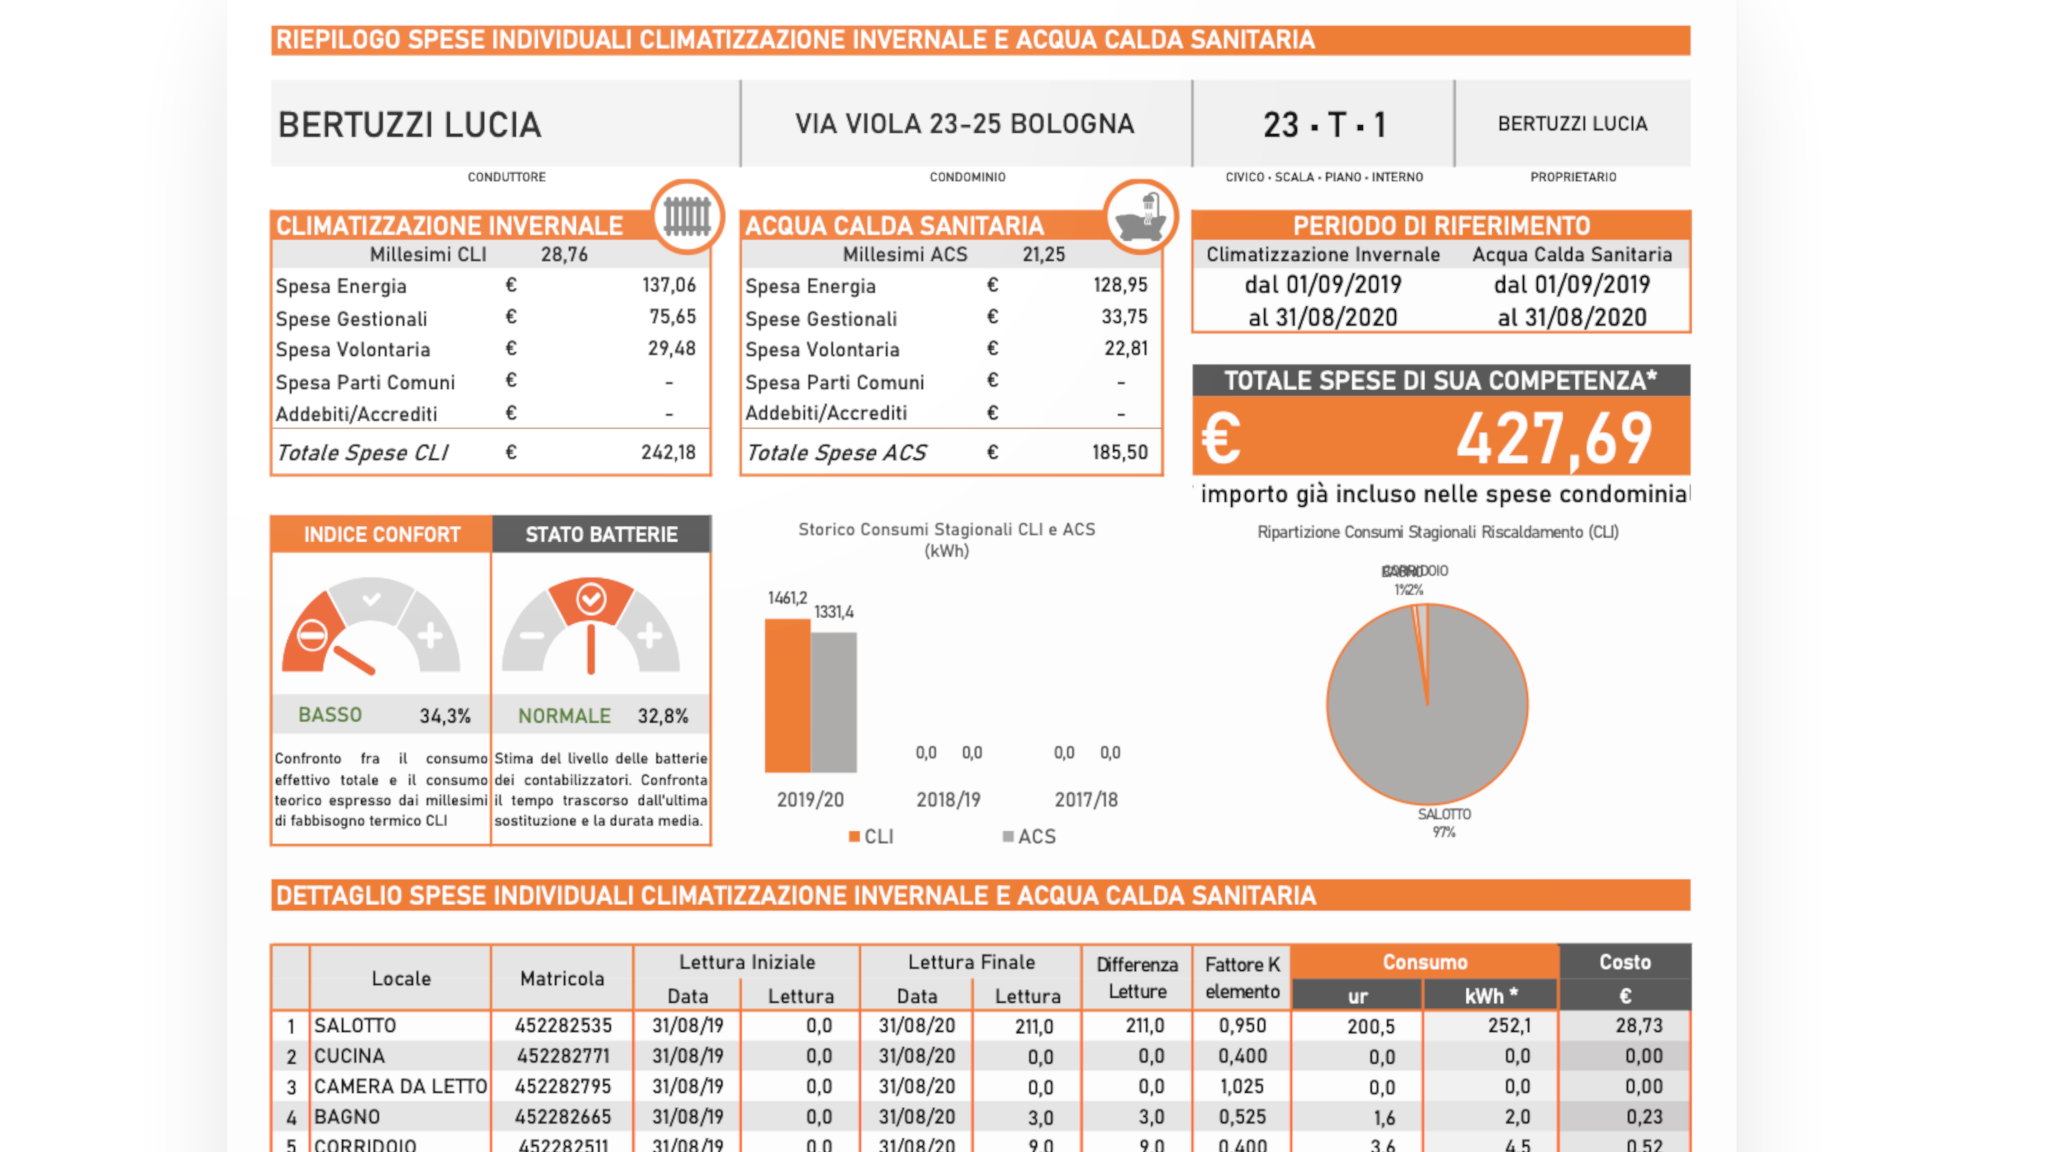 RIEPILOGO SPESE INDIVIDUALI CLIMATIZZAZIONE INVERNALE E ACQUA CALDA SANITARIA
BERTUZZI LUCIA VIA VIOLA 23-25 BOLOGNA 23 · T · 1 BERTUZZI LUCIA
CONDUTTORE CONDOMINIO CIVICO · SCALA · PIANO · INTERNO PROPRIETARIO
CLIMATIZZAZIONE INVERNALE
Millesimi CLI 28,76
Spesa Energia € 137,06
Spese Gestionali € 75,65
Spesa Volontaria € 29,48
Spesa Parti Comuni € -
Addebiti/Accrediti € -
Totale Spese CLI € 242,18
ACQUA CALDA SANITARIA
Millesimi ACS 21,25
Spesa Energia € 128,95
Spese Gestionali € 33,75
Spesa Volontaria € 22,81
Spesa Parti Comuni € -
Addebiti/Accrediti € -
Totale Spese ACS € 185,50
PERIODO DI RIFERIMENTO
Climatizzazione Invernale Acqua Calda Sanitaria
dal 01/09/2019 dal 01/09/2019
al 31/08/2020 al 31/08/2020
TOTALE SPESE DI SUA COMPETENZA*
€ 427,69
importo già incluso nelle spese condominial
INDICE CONFORT
BASSO 34,3%
Confronto fra il consumo
effettivo totale e il consumo
teorico espresso dai millesimi
di fabbisogno termico CLI
STATO BATTERIE
NORMALE 32,8%
Stima del livello delle batterie
dei contabilizzatori. Confronta
il tempo trascorso dall'ultima
sostituzione e la durata media.
Storico Consumi Stagionali CLI e ACS
(kWh)
1461,2 1331,4
0,0 0,0 0,0 0,0
2019/20 2018/19 2017/18
CLI ACS
Ripartizione Consumi Stagionali Riscaldamento (CLI)
CORRIDOIO
1% 2%
SALOTTO
97%
DETTAGLIO SPESE INDIVIDUALI CLIMATIZZAZIONE INVERNALE E ACQUA CALDA SANITARIA
Locale Matricola Lettura Iniziale Lettura Finale Differenza Letture Fattore K elemento Consumo Costo
Data Lettura Data Lettura ur kWh * €
1 SALOTTO 452282535 31/08/19 0,0 31/08/20 211,0 211,0 0,950 200,5 252,1 28,73
2 CUCINA 452282771 31/08/19 0,0 31/08/20 0,0 0,0 0,400 0,0 0,0 0,00
3 CAMERA DA LETTO 452282795 31/08/19 0,0 31/08/20 0,0 0,0 1,025 0,0 0,0 0,00
4 BAGNO 452282665 31/08/19 0,0 31/08/20 3,0 3,0 0,525 1,6 2,0 0,23
5 CORRIDOIO 452282511 31/08/19 0,0 31/08/20 9,0 9,0 0,400 3,6 4,5 0,52